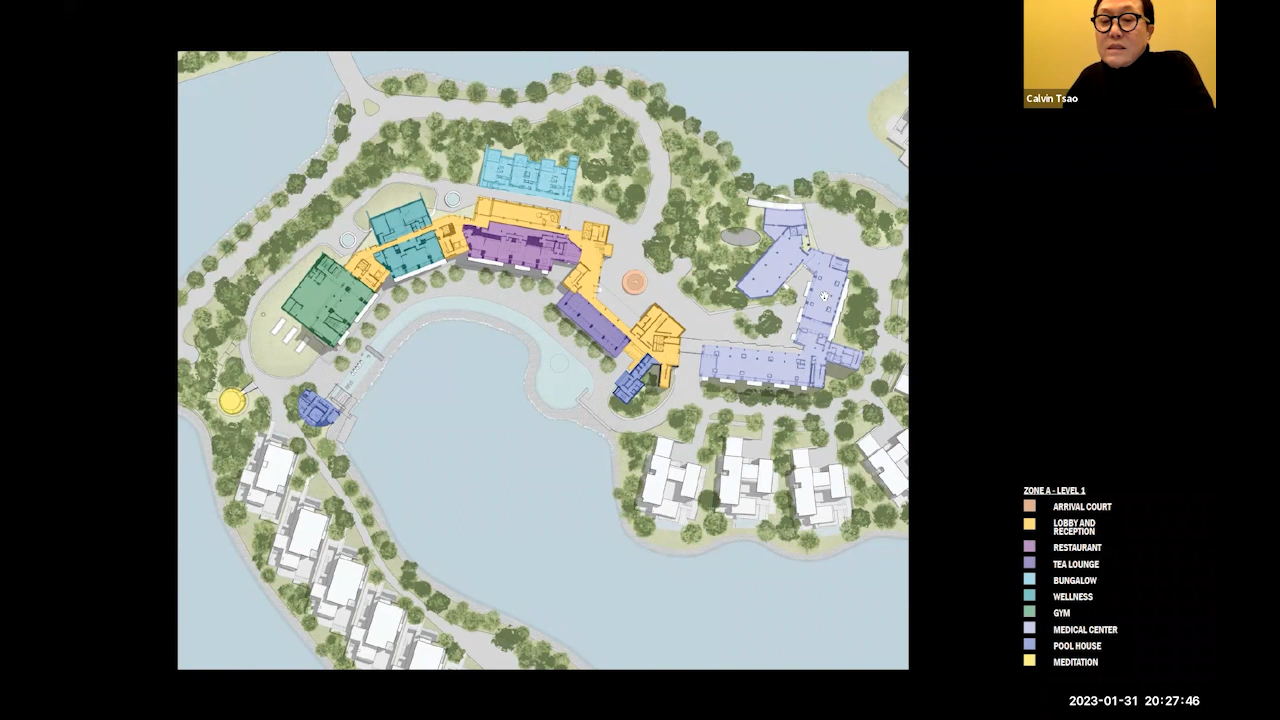 Calvin Tsao
ZONE A - LEVEL 1
ARRIVAL COURT
LOBBY AND
RECEPTION
RESTAURANT
TEA LOUNGE
BUNGALOW
WELLNESS
GYM
MEDICAL CENTER
POOL HOUSE
MEDITATION
2023-01-31 20:27:46